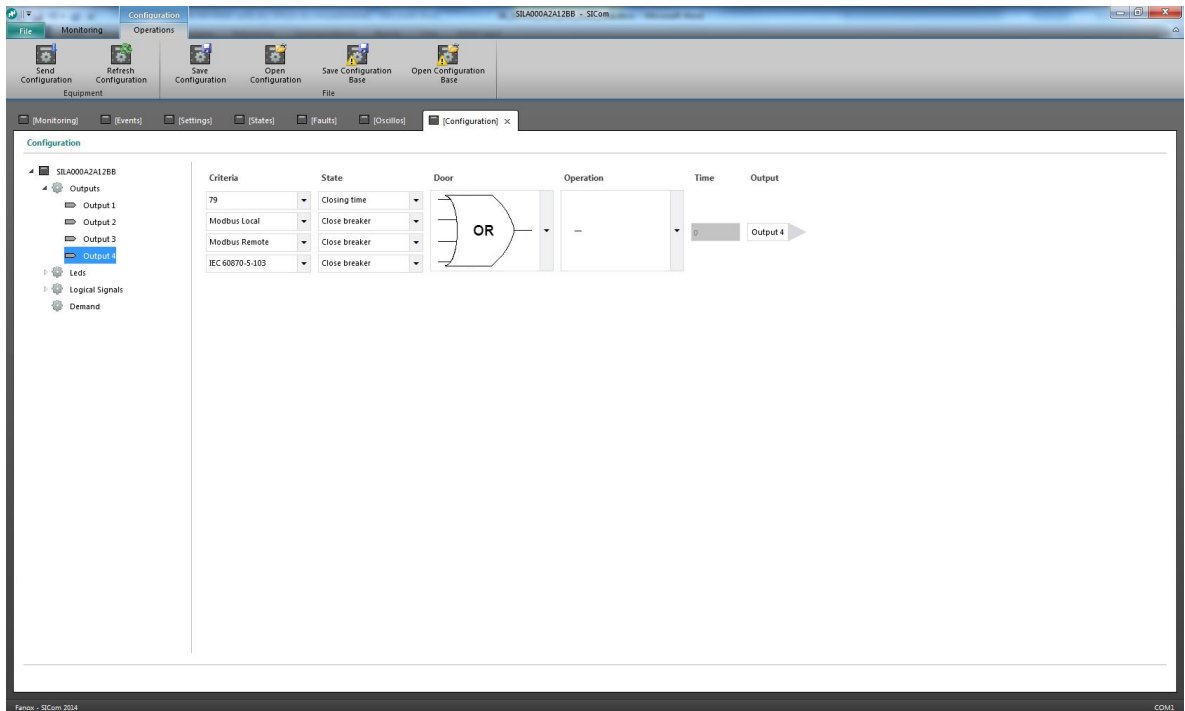 Configuration
SILA000A2A12BB - SICom
File
Monitoring
Operations
Send
Configuration
Refresh
Configuration
Save
Configuration
Open
Configuration
Save Configuration
Base
Open Configuration
Base
Equipment
File
[Monitoring]
[Events]
[Settings]
[States]
[Faults]
[Oscillos]
[Configuration]
Configuration
SILA000A2A12BB
Outputs
Output 1
Output 2
Output 3
Output 4
Leds
Logical Signals
Demand
Criteria State Door Operation Time Output
79 Closing time
Modbus Local Close breaker
OR
—
0
Output 4
Modbus Remote Close breaker
IEC 60870-5-103 Close breaker
Fanox - SICom 2014
COM1